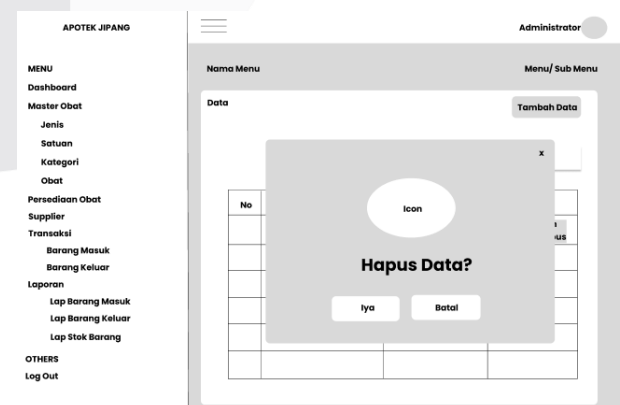 APOTEK JIPANG
Administrator
MENU
Nama Menu
Menu/ Sub Menu
Dashboard
Master Obat
Jenis
Satuan
Kategori
Obat
Persediaan Obat
Supplier
Transaksi
Barang Masuk
Barang Keluar
Laporan
Lap Barang Masuk
Lap Barang Keluar
Lap Stok Barang
OTHERS
Log Out
Data
Tambah Data
No
x
Icon
Hapus Data?
Iya
Batal